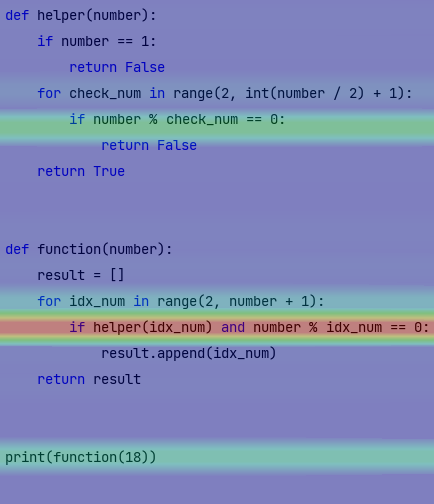 def helper(number):
    if number == 1:
        return False
    for check_num in range(2, int(number / 2) + 1):
        if number % check_num == 0:
            return False
    return True


def function(number):
    result = []
    for idx_num in range(2, number + 1):
        if helper(idx_num) and number % idx_num == 0:
            result.append(idx_num)
    return result


print(function(18))